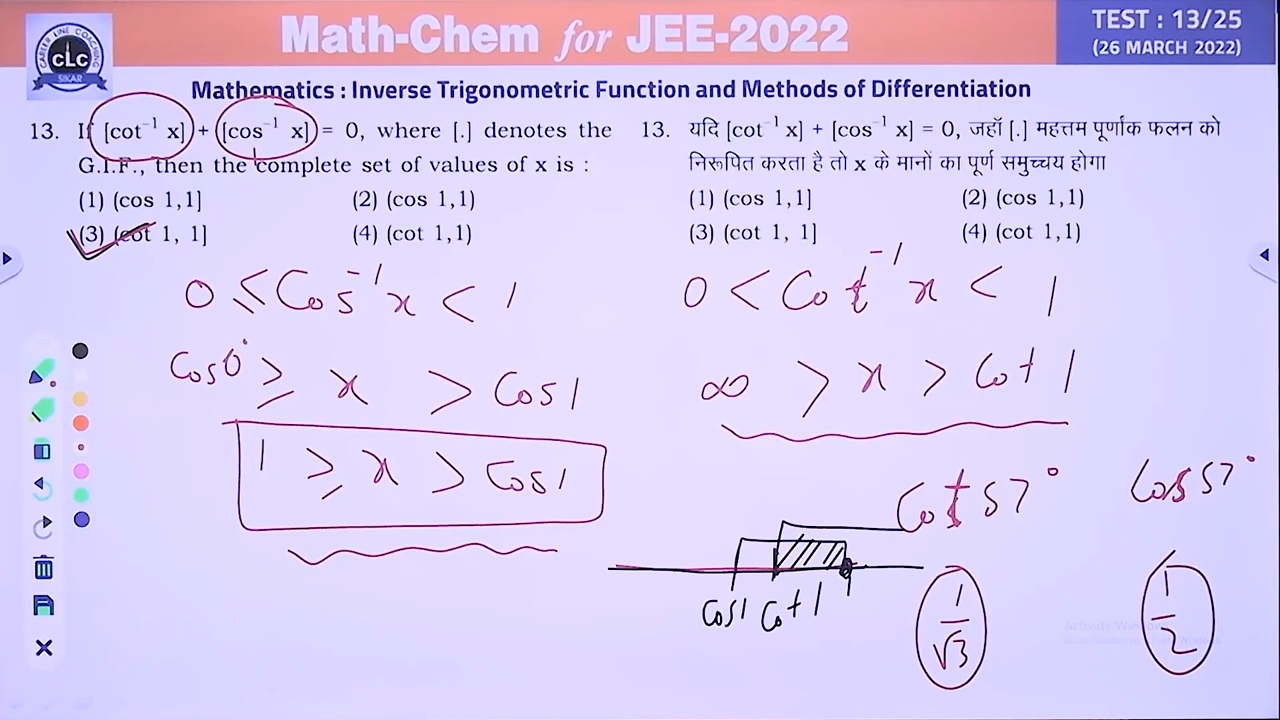 CAREER LINE COACHING
CLC
SIKAR
Math-Chem for JEE-2022
TEST : 13/25
(26 MARCH 2022)
Mathematics : Inverse Trigonometric Function and Methods of Differentiation
13. If [cot⁻¹ x] + [cos⁻¹ x] = 0, where [.] denotes the
G.I.F., then the complete set of values of x is :
(1) (cos 1,1] (2) (cos 1,1)
(3) (cot 1, 1] (4) (cot 1,1)
13. यदि [cot⁻¹ x] + [cos⁻¹ x] = 0, जहाँ [.] महत्तम पूर्णांक फलन को
निरूपित करता है तो x के मानों का पूर्ण समुच्चय होगा
(1) (cos 1,1] (2) (cos 1,1)
(3) (cot 1, 1] (4) (cot 1,1)
0 ≤ Cos⁻¹x < 1
Cos0° ≥ x > Cos1
1 ≥ x > Cos1
0 < Cot⁻¹x < 1
∞ > x > Cot1
Cot57° Cos57°
Cos1 Cot1 1
1/√3 1/2